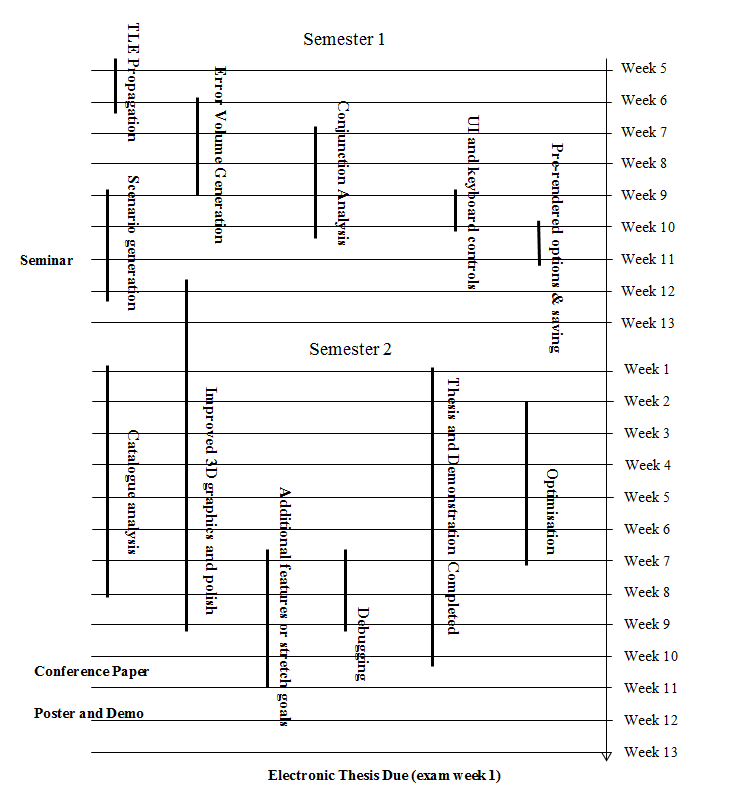 Semester 1
TLE Propagation
Error Volume Generation
Conjunction Analysis
UI and keyboard controls
Pre-rendered options & saving
Scenario generation
Seminar
Week 5
Week 6
Week 7
Week 8
Week 9
Week 10
Week 11
Week 12
Week 13
Semester 2
Catalogue analysis
Improved 3D graphics and polish
Additional features or stretch goals
Debugging
Thesis and Demonstration Completed
Optimisation
Week 1
Week 2
Week 3
Week 4
Week 5
Week 6
Week 7
Week 8
Week 9
Week 10
Week 11
Week 12
Week 13
Conference Paper
Poster and Demo
Electronic Thesis Due (exam week 1)